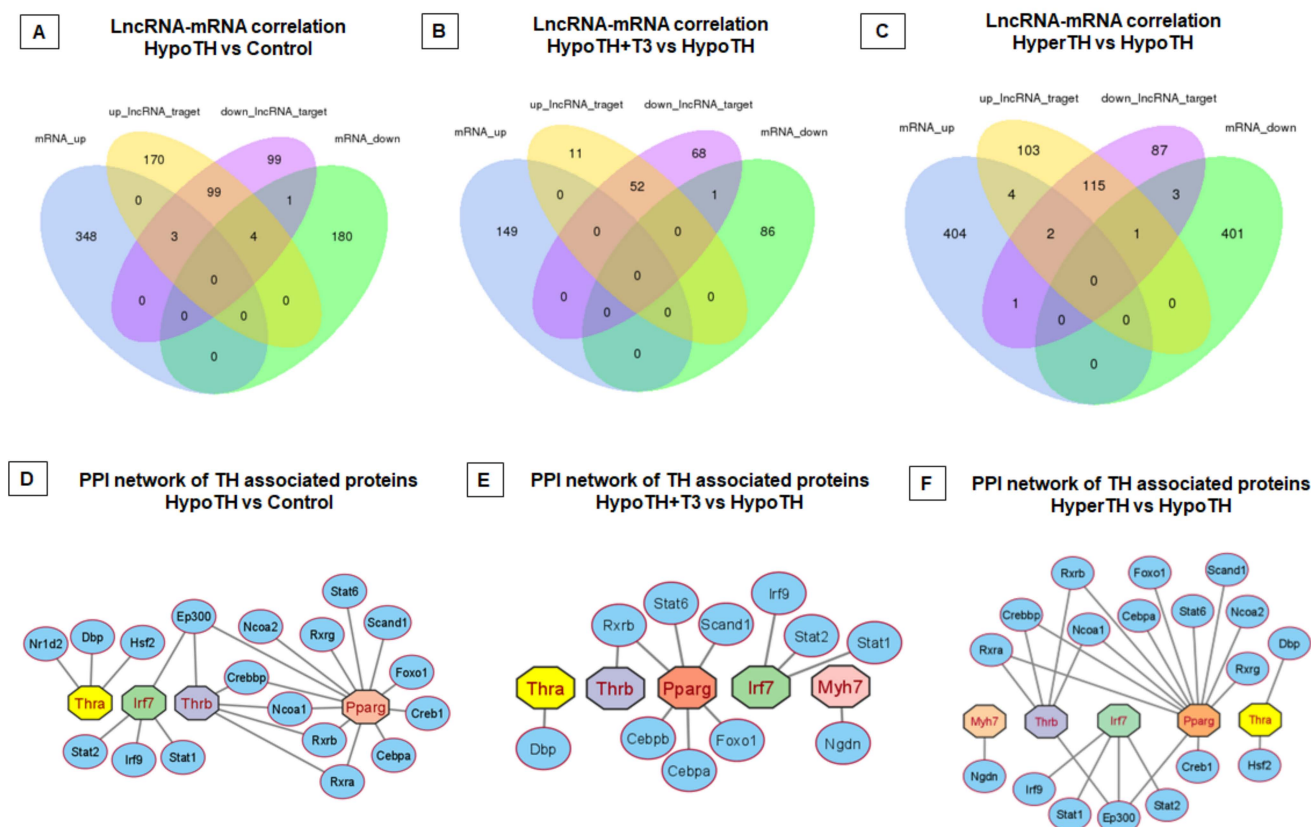 A
LncRNA-mRNA correlation
HypoTH vs Control
mRNA_up
up_lncRNA_traget
down_lncRNA_target
mRNA_down
170
99
0
99
1
348
3
4
180
0
0
0
0
0
0
B
LncRNA-mRNA correlation
HypoTH+T3 vs HypoTH
mRNA_up
up_lncRNA_traget
down_lncRNA_target
mRNA_down
11
68
0
52
1
149
0
0
86
0
0
0
0
0
0
C
LncRNA-mRNA correlation
HyperTH vs HypoTH
mRNA_up
up_lncRNA_traget
down_lncRNA_target
mRNA_down
103
87
4
115
3
404
2
1
401
0
1
0
0
0
0
D
PPI network of TH associated proteins
HypoTH vs Control
Stat6
Ep300
Ncoa2
Scand1
Nr1d2
Dbp
Hsf2
Rxrg
Crebbp
Foxo1
Thra
Irf7
Thrb
Ncoa1
Pparg
Creb1
Stat2
Irf9
Stat1
Rxrb
Cebpa
Rxra
E
PPI network of TH associated proteins
HypoTH+T3 vs HypoTH
Irf9
Stat6
Rxrb
Scand1
Stat2
Stat1
Thra
Thrb
Pparg
Irf7
Myh7
Dbp
Cebpb
Foxo1
Ngdn
Cebpa
F
PPI network of TH associated proteins
HyperTH vs HypoTH
Rxrb
Foxo1
Scand1
Crebbp
Cebpa
Stat6
Ncoa2
Ncoa1
Dbp
Rxra
Rxrg
Myh7
Thrb
Irf7
Pparg
Thra
Ngdn
Creb1
Hsf2
Irf9
Stat1
Ep300
Stat2